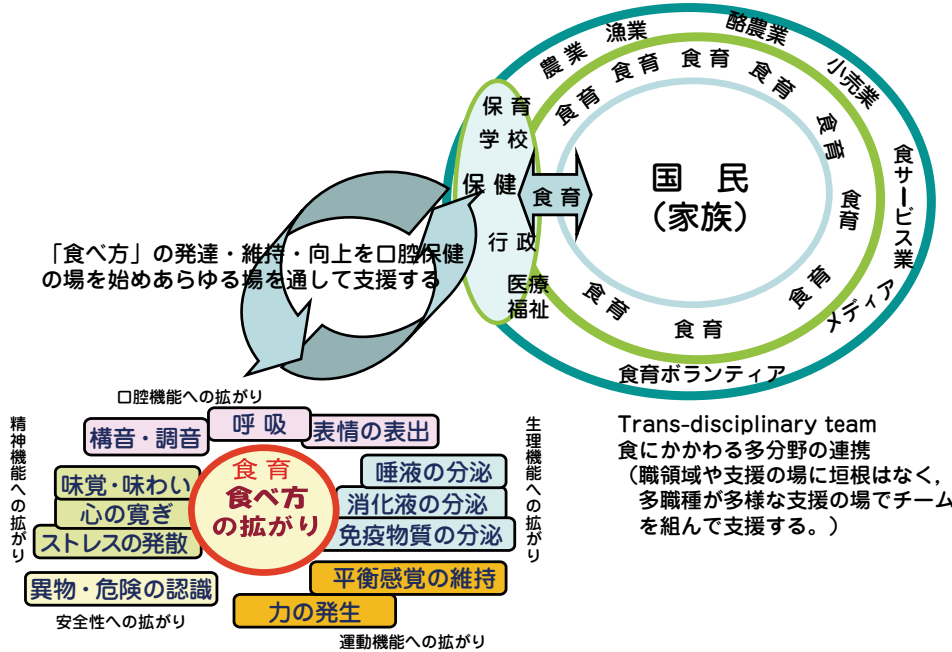 農業
漁業
酪農業
小売業
食サービス業
メディア
食育ボランティア
食育
食育
食育
食育
食育
食育
食育
食育
食育
保育
学校
保健
行政
医療
福祉
食育
国民
(家族)
「食べ方」の発達・維持・向上を口腔保健
の場を始めあらゆる場を通して支援する
口腔機能への拡がり
構音・調音
呼吸
表情の表出
精神機能への拡がり
味覚・味わい
心の寛ぎ
ストレスの発散
食育
食べ方
の拡がり
生理機能への拡がり
唾液の分泌
消化液の分泌
免疫物質の分泌
異物・危険の認識
安全性への拡がり
平衡感覚の維持
力の発生
運動機能への拡がり
Trans-disciplinary team
食にかかわる多分野の連携
(職領域や支援の場に垣根はなく,
多職種が多様な支援の場でチーム
を組んで支援する。)